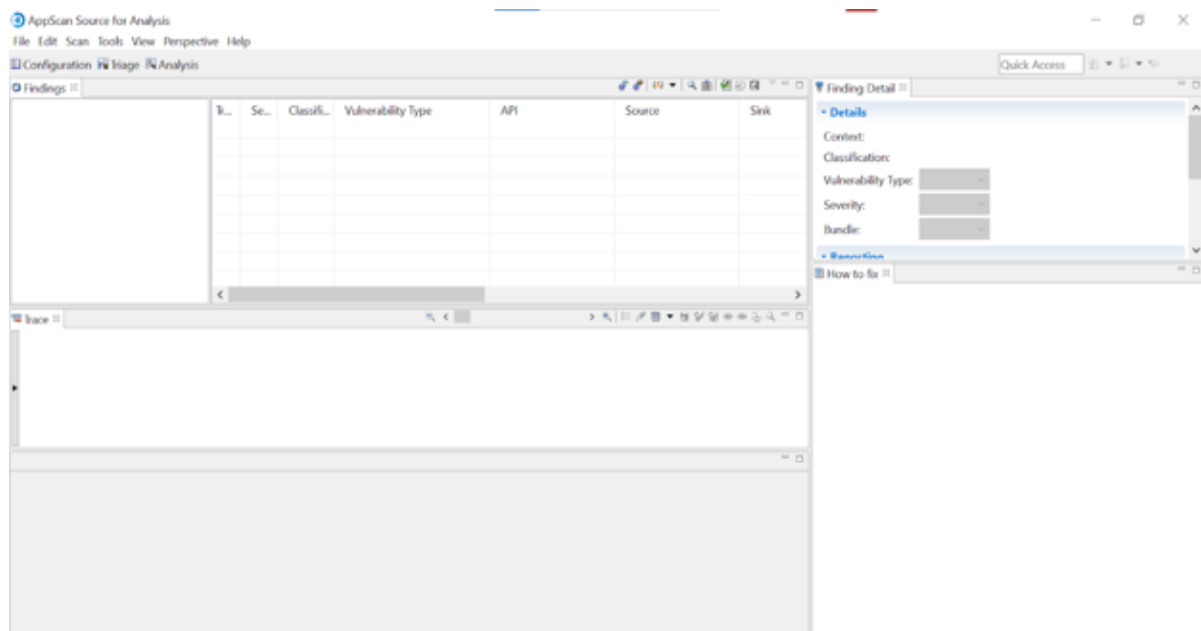 AppScan Source for Analysis
File Edit Scan Tools View Perspective Help
Configuration Triage Analysis
Quick Access
Findings
Tr... Se... Classifi... Vulnerability Type API Source Sink
Finding Detail
Details
Context:
Classification:
Vulnerability Type:
Severity:
Bundle:
Reporting
How to fix
Trace